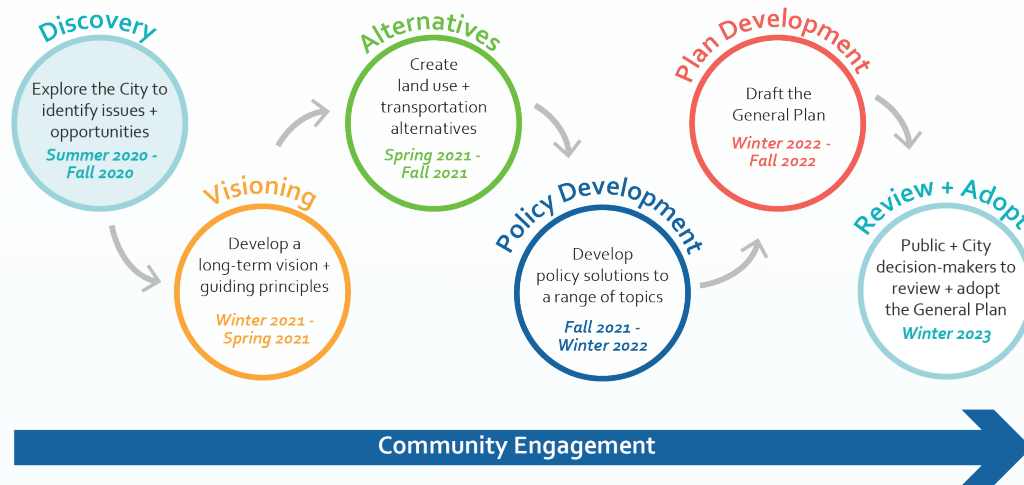 Discovery
Explore the City to
identify issues +
opportunities
Summer 2020 -
Fall 2020
Visioning
Develop a
long-term vision +
guiding principles
Winter 2021 -
Spring 2021
Alternatives
Create
land use +
transportation
alternatives
Spring 2021 -
Fall 2021
Policy Development
Develop
policy solutions to
a range of topics
Fall 2021 -
Winter 2022
Plan Development
Draft the
General Plan
Winter 2022 -
Fall 2022
Review + Adopt
Public + City
decision-makers to
review + adopt
the General Plan
Winter 2023
Community Engagement